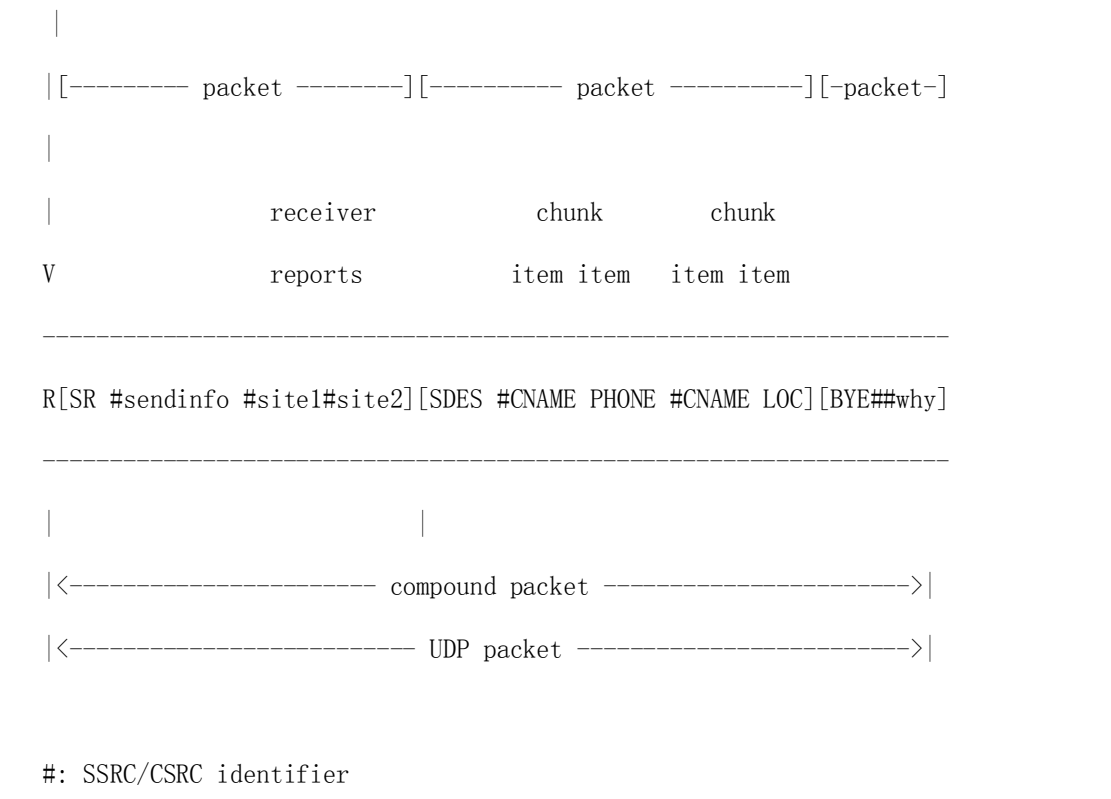 |
|[--------- packet --------][---------- packet ----------][-packet-]
|
| receiver chunk chunk
V reports item item item item
--------------------------------------------------------------------
R[SR #sendinfo #site1#site2][SDES #CNAME PHONE #CNAME LOC][BYE##why]
--------------------------------------------------------------------
| |
|<----------------------- compound packet ----------------------->|
|<-------------------------- UDP packet ------------------------->|
#: SSRC/CSRC identifier